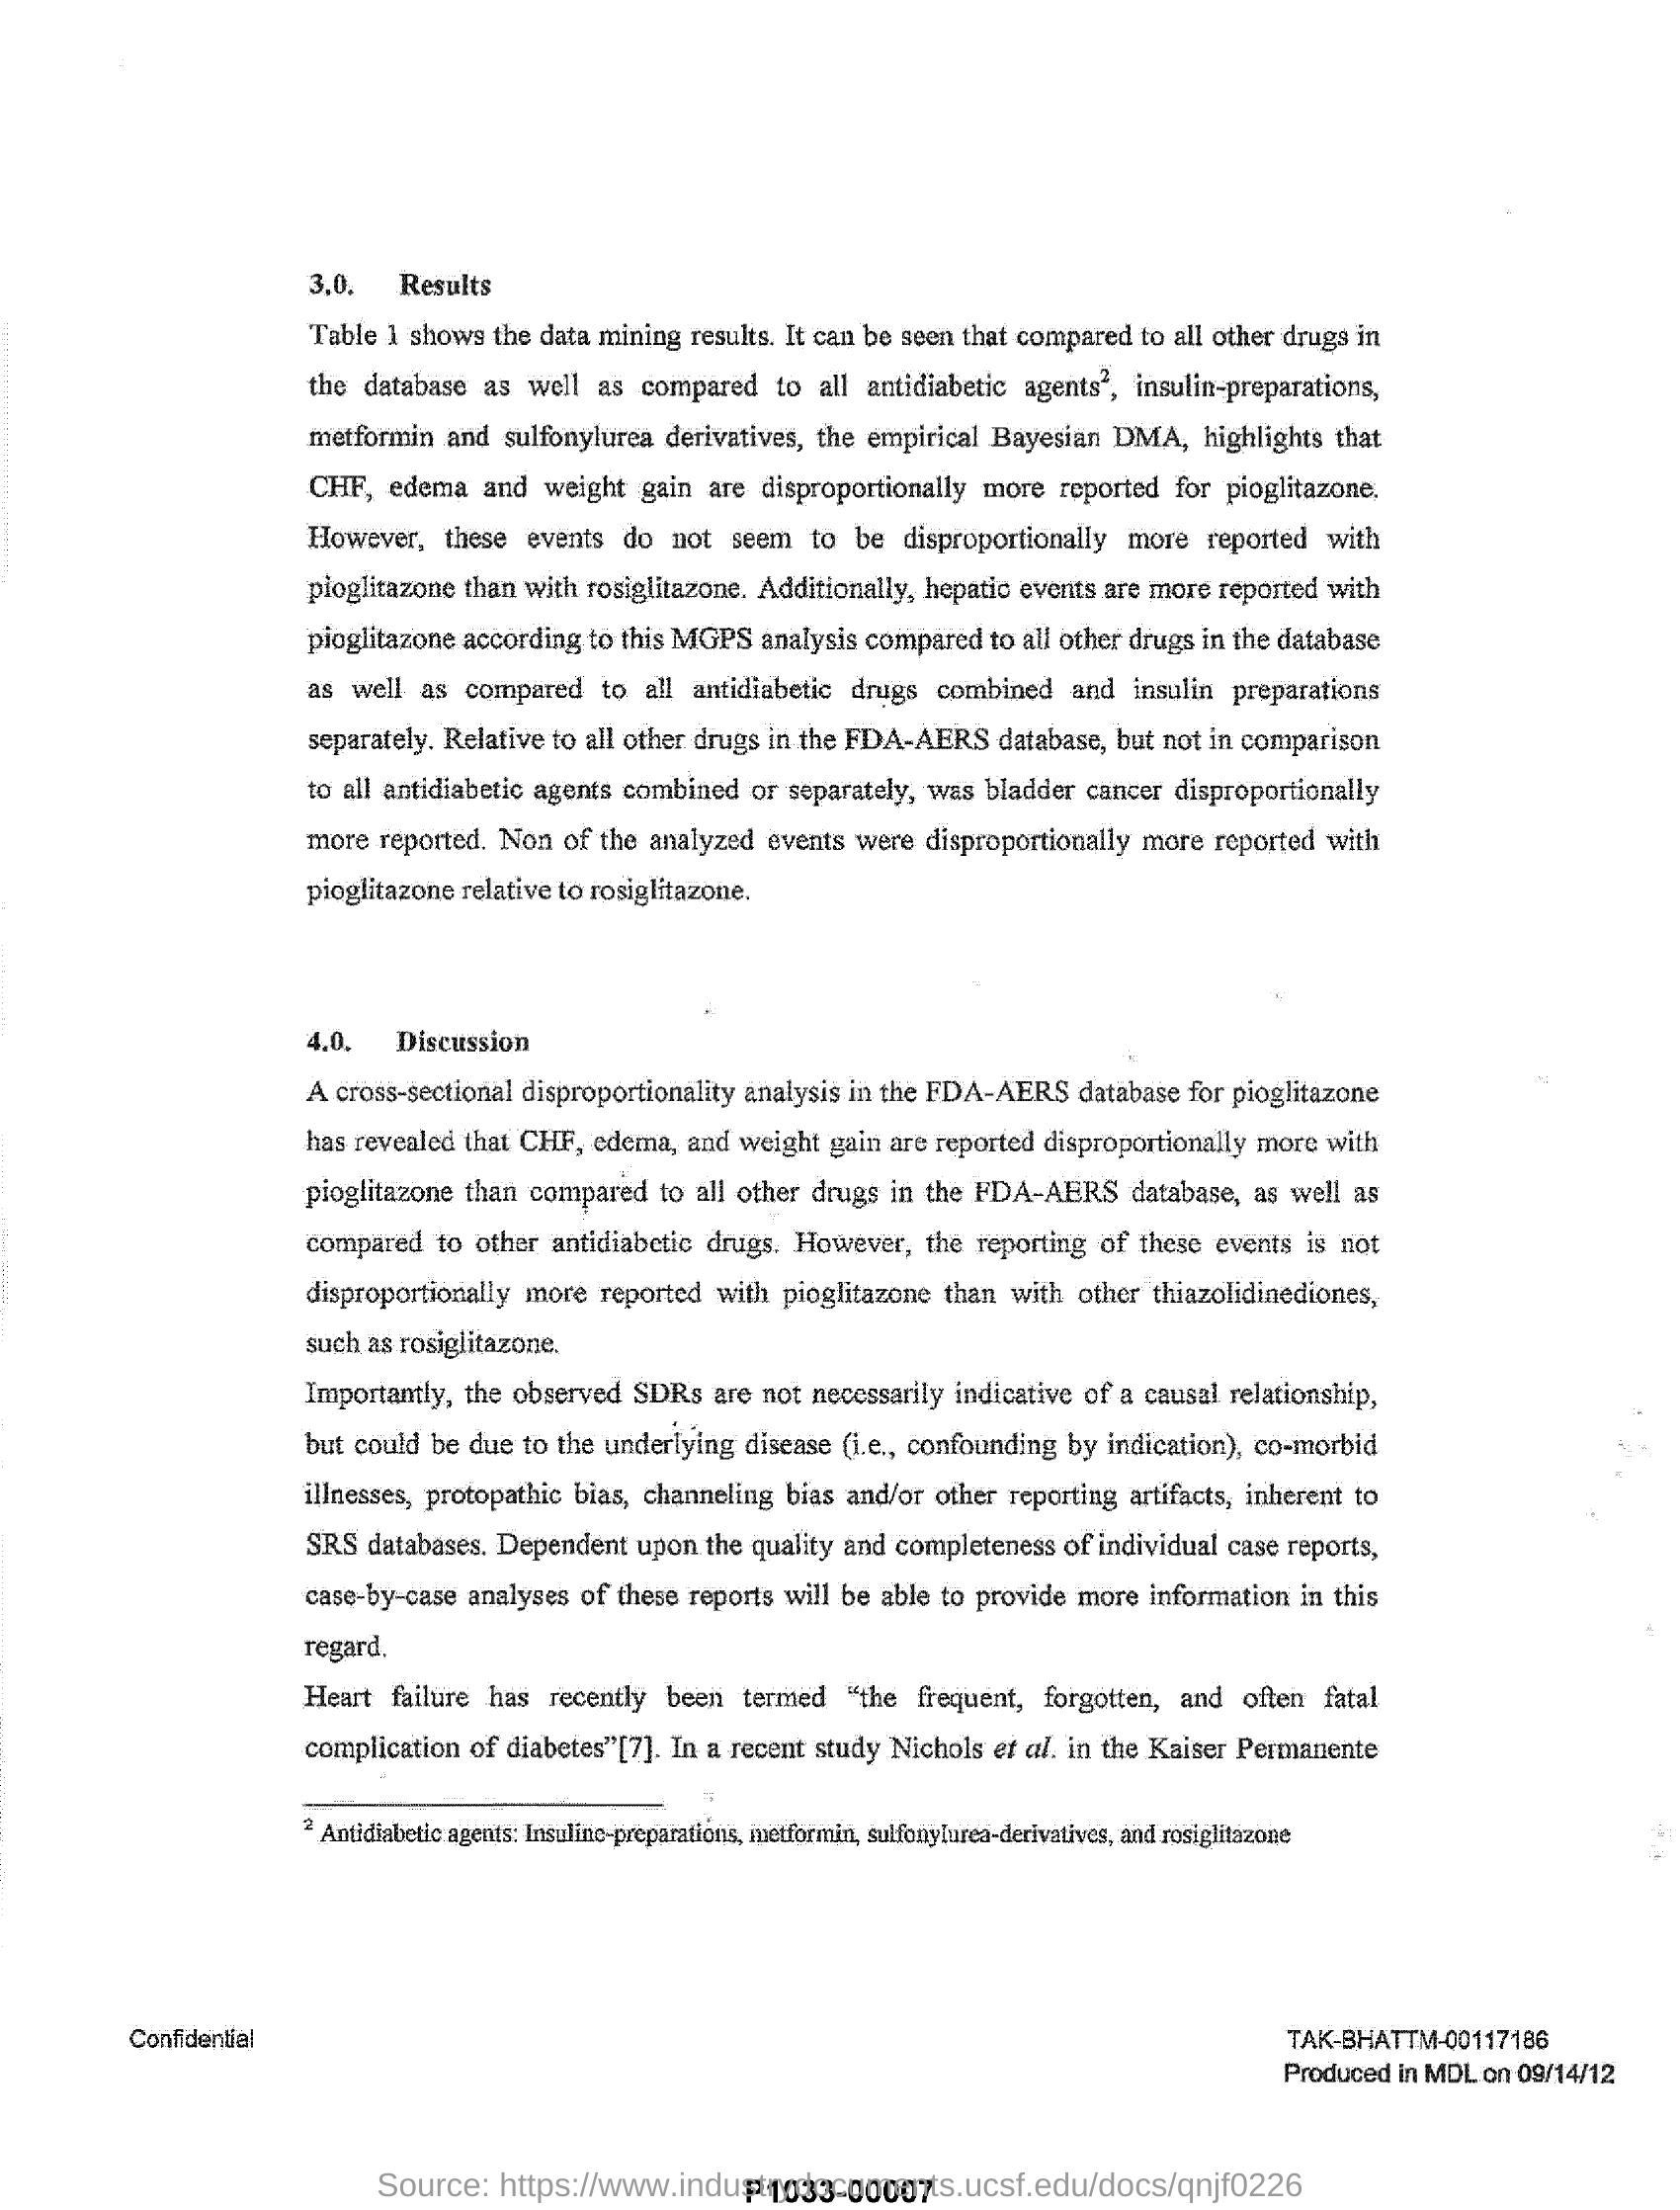 3.0. Results
Table 1 shows the data mining results. It can be seen that compared to all other drugs in
the database as well as compared to all antidiabetic agents², insulin-preparations,
metformin and sulfonylurea derivatives, the empirical Bayesian DMA, highlights that
CHF, edema and weight gain are disproportionally more reported for pioglitazone.
However, these events do not seem to be disproportionally more reported with
pioglitazone than with rosiglitazone. Additionally, hepatic events are more reported with
pioglitazone according to this MGPS analysis compared to all other drugs in the database
as well as compared to all antidiabetic drugs combined and insulin preparations
separately. Relative to all other drugs in the FDA-AERS database, but not in comparison
to all antidiabetic agents combined or separately, was bladder cancer disproportionally
more reported. Non of the analyzed events were disproportionally more reported with
pioglitazone relative to rosiglitazone.
4.0. Discussion
A cross-sectional disproportionality analysis in the FDA-AERS database for pioglitazone
has revealed that CHF, edema, and weight gain are reported disproportionally more with
pioglitazone than compared to all other drugs in the FDA-AERS database, as well as
compared to other antidiabetic drugs. However, the reporting of these events is not
disproportionally more reported with pioglitazone than with other thiazolidinediones,
such as rosiglitazone.
Importantly, the observed SDRs are not necessarily indicative of a causal relationship,
but could be due to the underlying disease (i.e., confounding by indication), co-morbid
illnesses, protopathic bias, channeling bias and/or other reporting artifacts, inherent to
SRS databases. Dependent upon the quality and completeness of individual case reports,
case-by-case analyses of these reports will be able to provide more information in this
regard.
Heart failure has recently been termed “the frequent, forgotten, and often fatal
complication of diabetes”[7]. In a recent study Nichols et al. in the Kaiser Permanente
² Antidiabetic agents: Insuline-preparations, metformin, sulfonylurea-derivatives, and rosiglitazone
Confidential
TAK-BHATTM-00117186
Produced in MDL on 09/14/12
Source: https://www.industrydocuments.ucsf.edu/docs/qnjf0226
P1033-00007